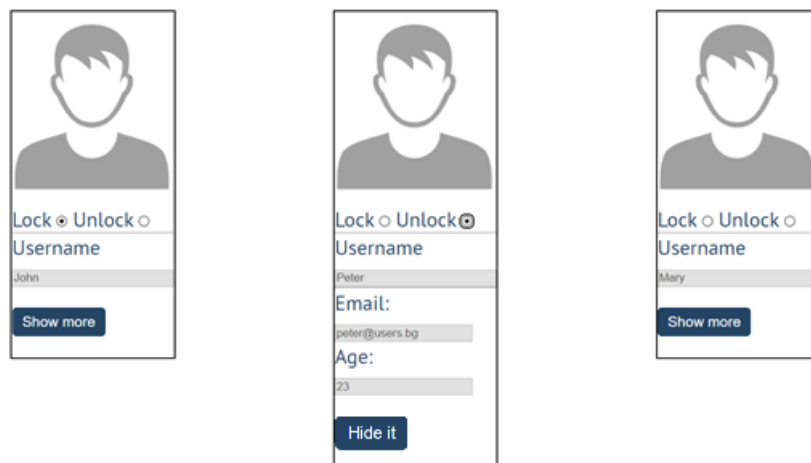 Lock Unlock
Username
John
Show more
Lock Unlock
Username
Peter
Email:
peter@users.bg
Age:
23
Hide it
Lock Unlock
Username
Mary
Show more